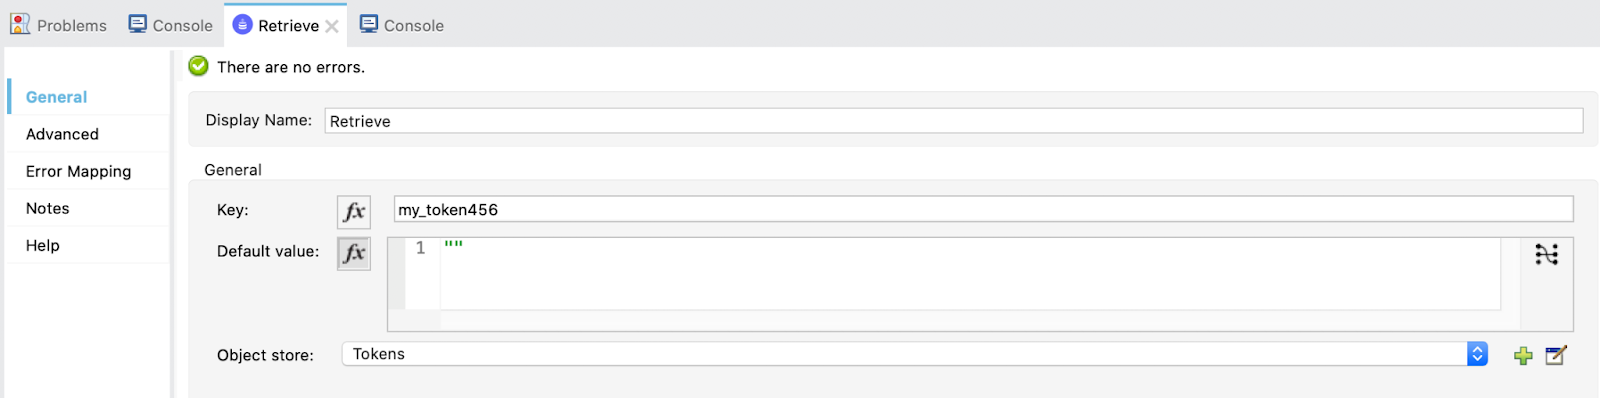 Problems Console Retrieve Console
There are no errors.
General
Advanced
Error Mapping
Notes
Help
Display Name: Retrieve
General
Key: fx my_token456
Default value: fx 1 ""
Object store: Tokens